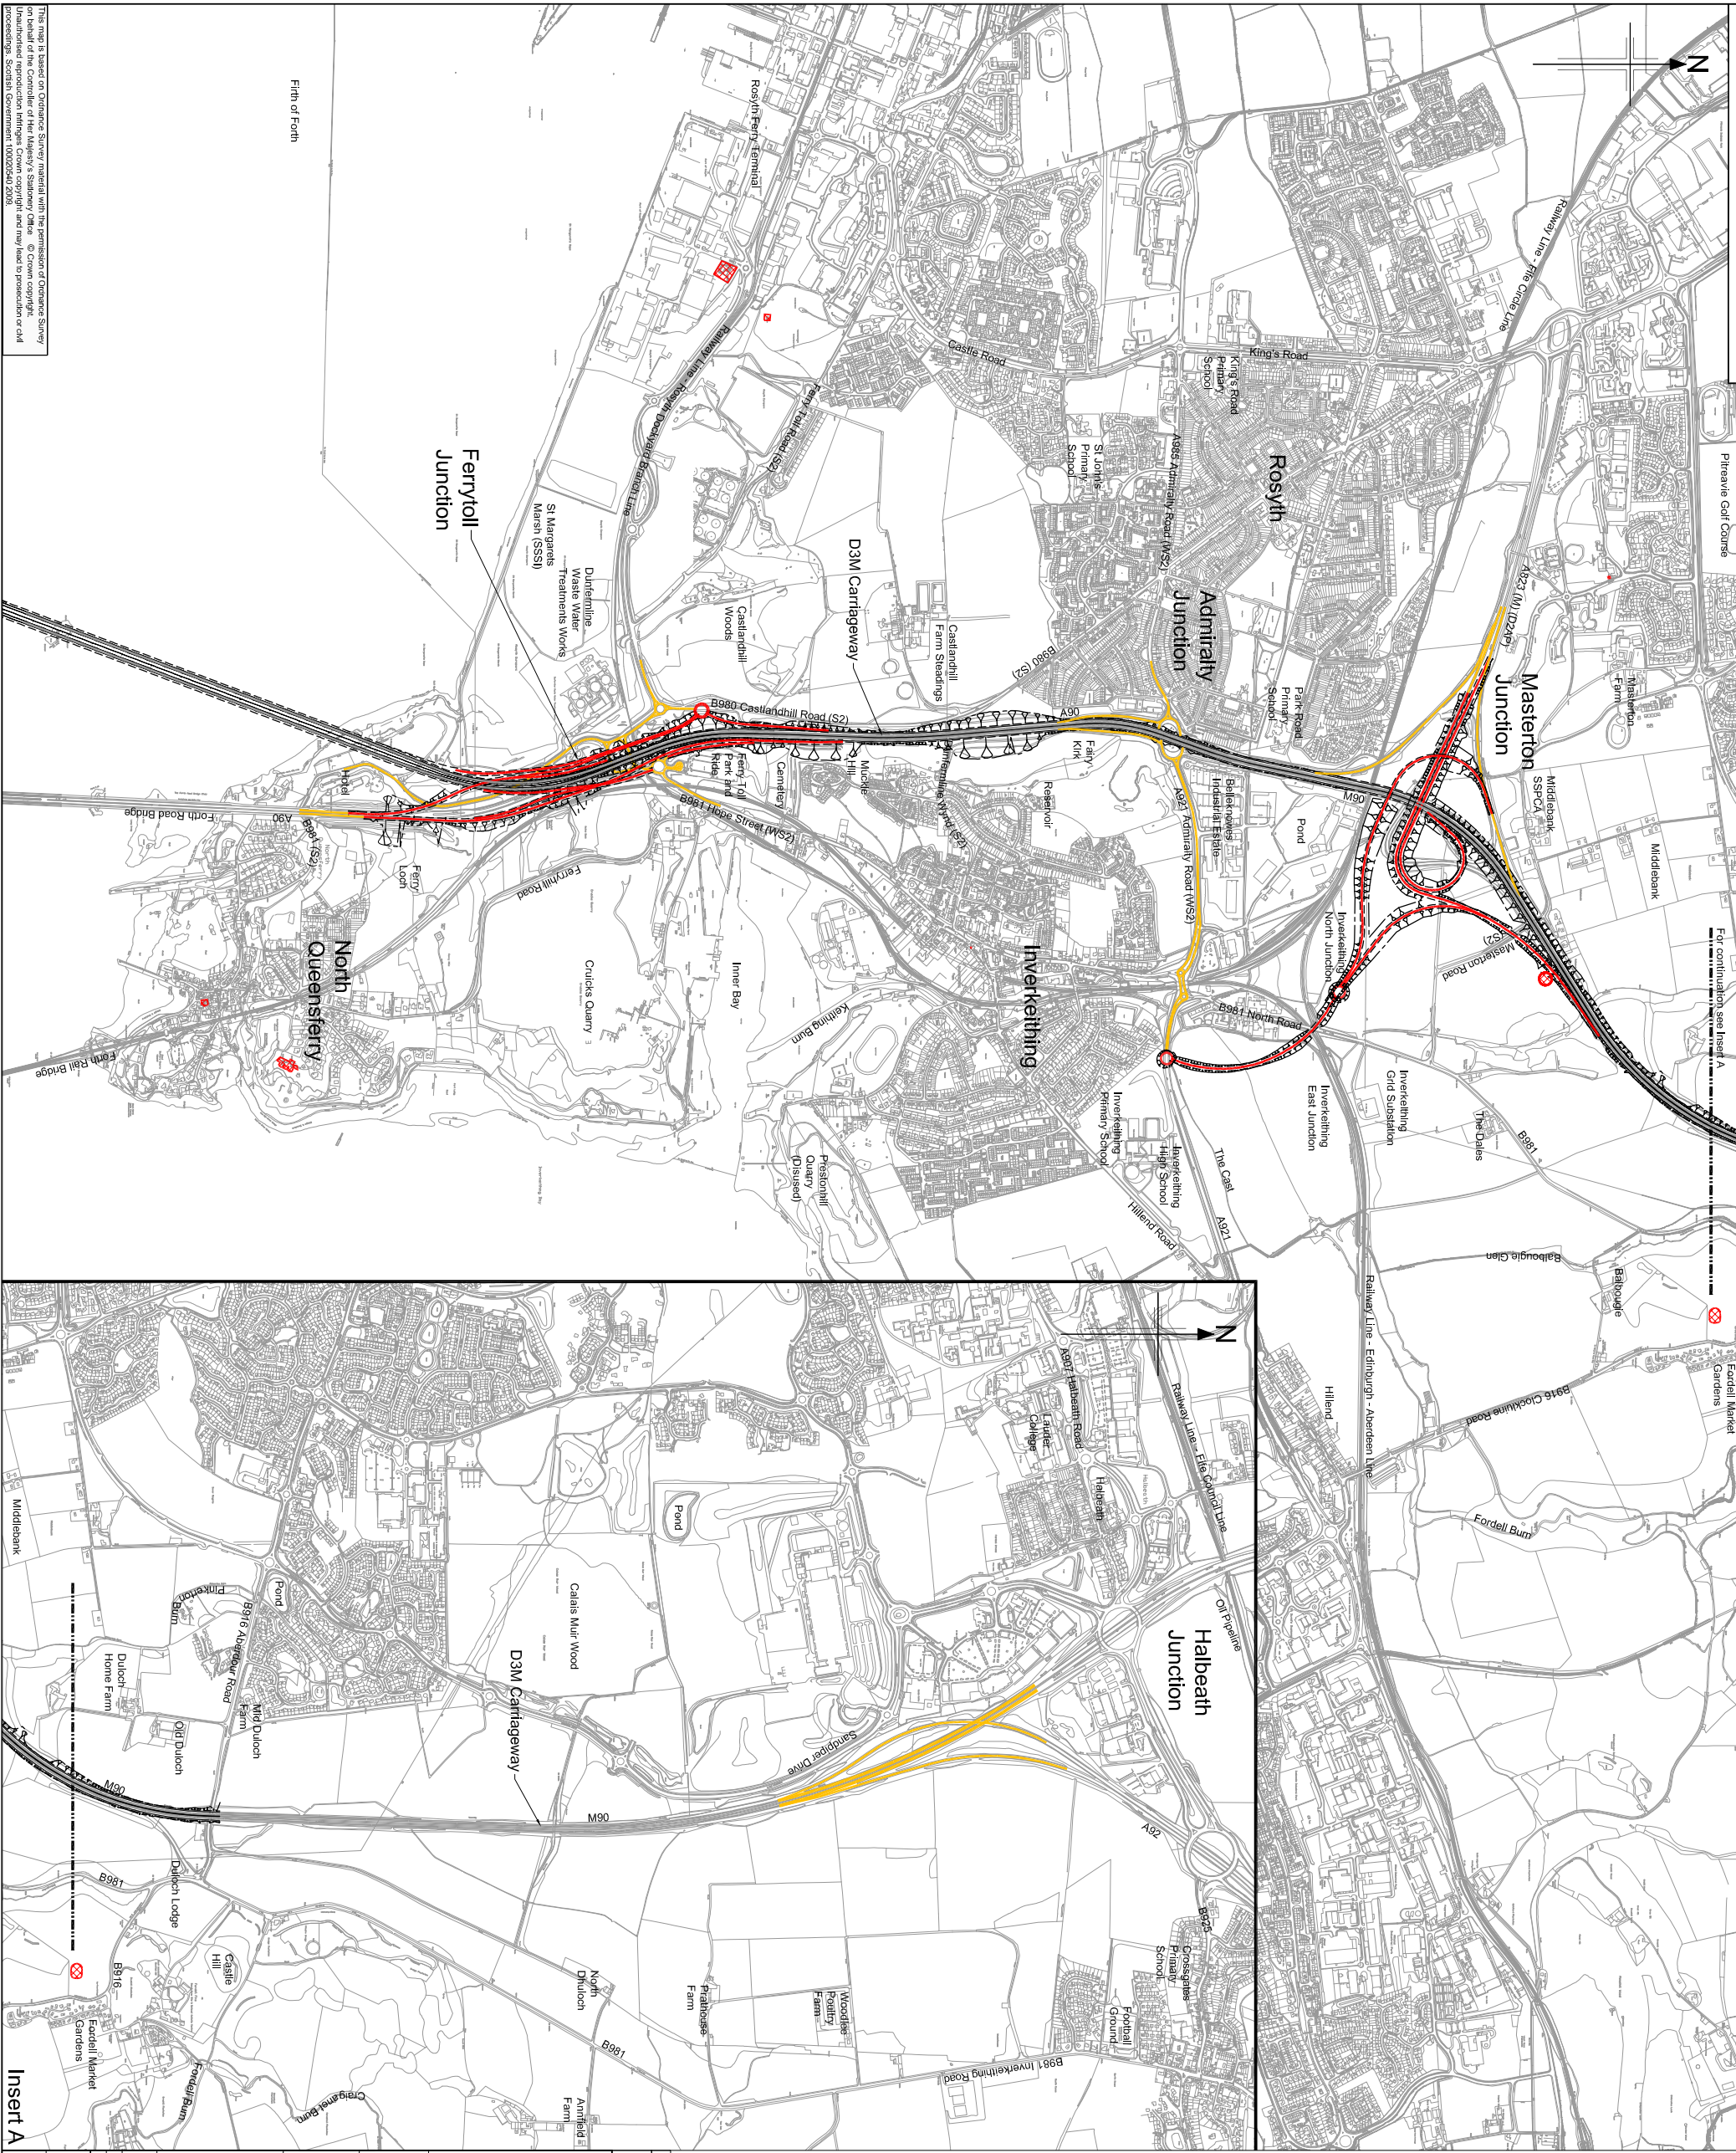 This map is based on Ordnance Survey material with the permission of Ordnance Survey
on behalf of the Controller of Her Majesty's Stationery Office © Crown copyright.
Unauthorised reproduction infringes Crown copyright and may lead to prosecution or civil
proceedings. Scottish Government 100020540 2009.
N
Pitreavie Golf Course
For continuation see Insert A
Fordell Market
Gardens
Railway Line - Fife Circle Line
A823 (M) (D2AP)
Masterton
Farm
Masterton
Junction
Middlebank
SSPCA
Middlebank
Masterton Road
(S2)
M90
Balbougie
Balbougie Glen
B981
The Dales
Inverkeithing
Grid Substation
Inverkeithing
North Junction
Inverkeithing
East Junction
Railway Line - Edinburgh - Aberdeen Line
B916 Clockluine Road
Fordell Burn
Hillend
King's Road
King's Road
Primary
School
Rosyth
Park Road
Primary
School
Pond
Belleknowes
Industrial Estate
B981 North Road
The Cast
A921
Admiralty
Junction
A985 Admiralty Road (WS2)
A921 Admiralty Road (WS2)
Inverkeithing
High School
Inverkeithing
Primary School
Hillend Road
St John's
Primary
School
Castle Road
B980 (S2)
A90
Fairy
Kirk
Reservoir
Inverkeithing
Castlandhill
Farm Steadings
Dunfermline Wynd (S2)
D3M Carriageway
Muckle
Hill
B980 Castlandhill Road (S2)
Cemetery
Ferry Toll Road (S2)
Castlandhill
Woods
Ferry Toll
Park and
Ride
B981 Hope Street (WS2)
Keithing Burn
Prestonhill
Quarry
(Disused)
Inner Bay
Rosyth Ferry Terminal
Railway Line - Rosyth Dockyard Branch Line
Dunfermline
Waste Water
Treatments Works
St Margarets
Marsh (SSSI)
Cruicks Quarry
Ferryhill Road
Inverkeithing Bay
Ferrytoll
Junction
Ferry
Loch
Hotel
B981 (S2)
A90
Forth Road Bridge
North
Queensferry
Forth Rail Bridge
Firth of Forth
N
Railway Line - Fife Council Line
Oil Pipeline
Halbeath
Junction
B925
Crossgates
Primary
School
Football
Ground
A907 Halbeath Road
Lauder
College
Halbeath
Halbeath
A92
B981 Inverkeithing Road
Sandpiper Drive
Woodlee
Poultry
Farm
Pond
Prathouse
Farm
M90
Calais Muir Wood
North
Dhuloch
B981
Annfield
Farm
D3M Carriageway
Craigamet Burn
Pond
B916 Aberdour Road
Mid Duloch
Farm
Pinkerton
Burn
Castle
Hill
Fordell Burn
Old Duloch
Duloch Lodge
Duloch
Home Farm
M90
B981
B916
Fordell Market
Gardens
Middlebank
Insert A